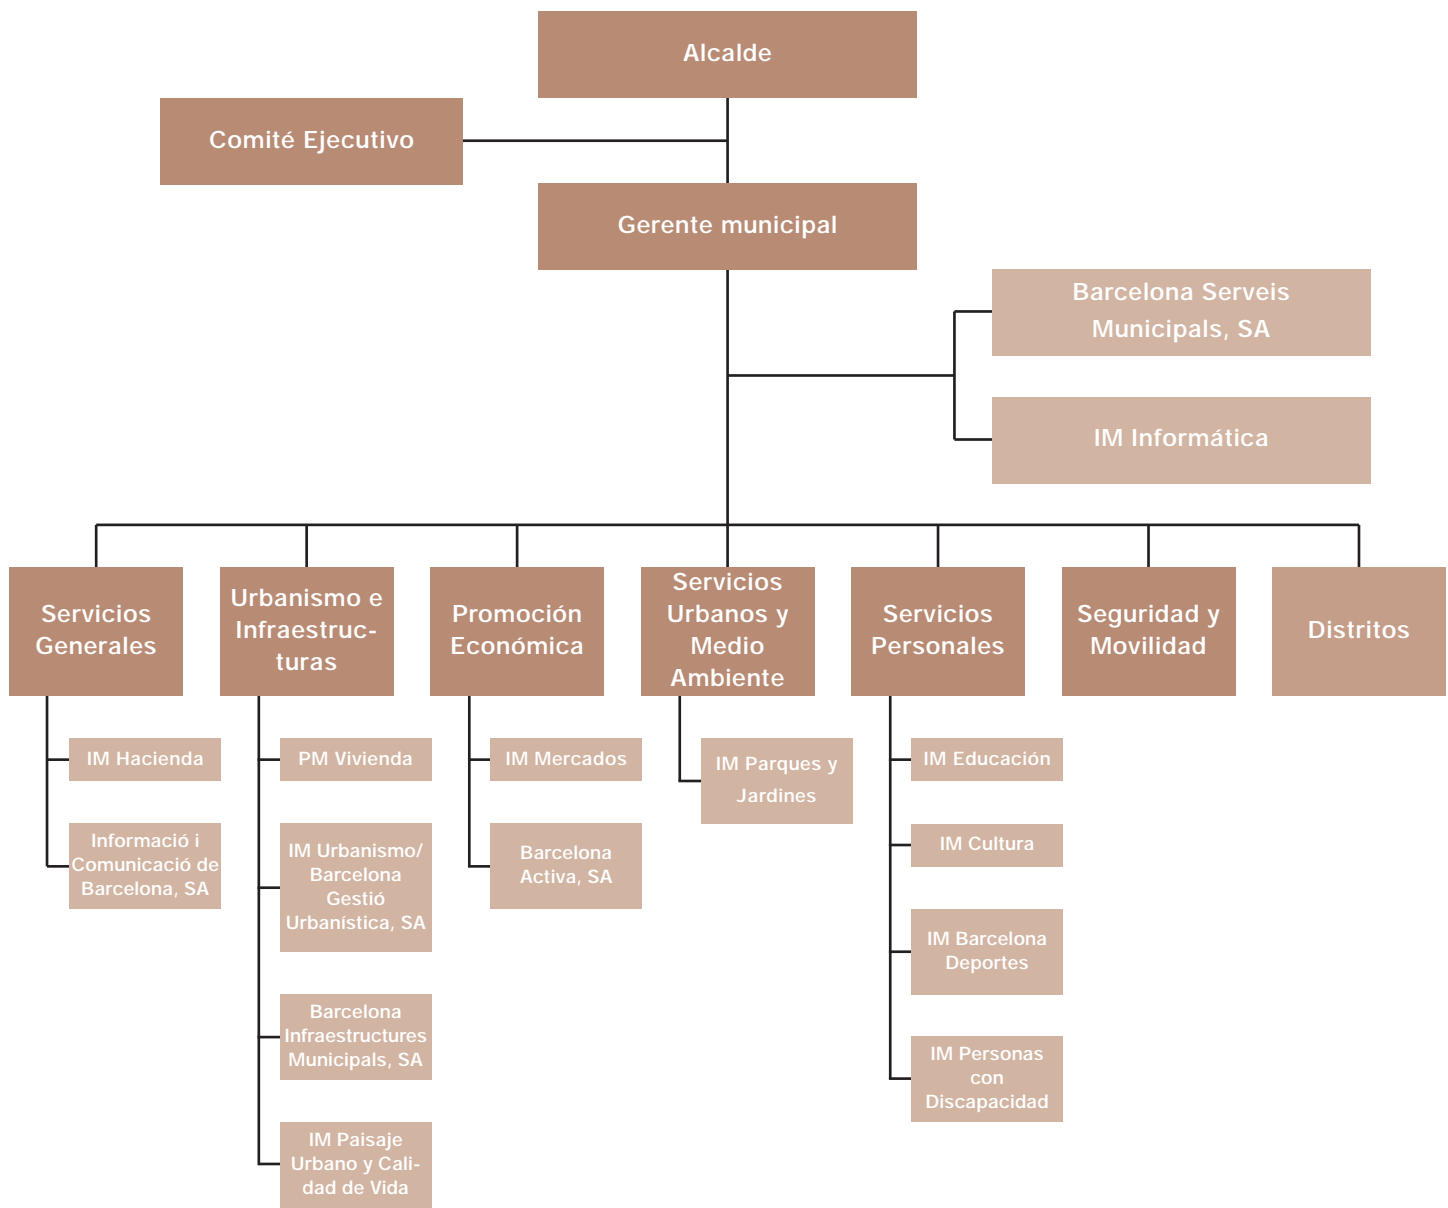 Alcalde
Comité Ejecutivo
Gerente municipal
Barcelona Serveis
Municipals, SA
IM Informática
Servicios
Generales
Urbanismo e
Infraestruc-
turas
Promoción
Económica
Servicios
Urbanos y
Medio
Ambiente
Servicios
Personales
Seguridad y
Movilidad
Distritos
IM Hacienda
Informació i
Comunicació de
Barcelona, SA
PM Vivienda
IM Urbanismo/
Barcelona
Gestió
Urbanística, SA
Barcelona
Infraestructures
Municipals, SA
IM Paisaje
Urbano y Cali-
dad de Vida
IM Mercados
Barcelona
Activa, SA
IM Parques y
Jardines
IM Educación
IM Cultura
IM Barcelona
Deportes
IM Personas
con
Discapacidad